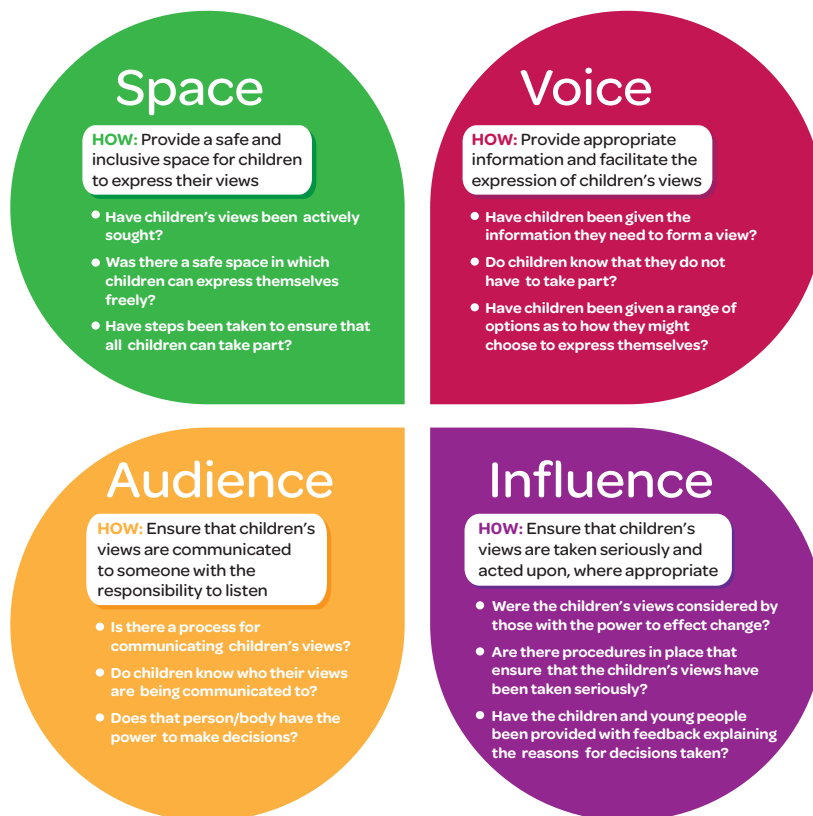 Space
HOW: Provide a safe and
inclusive space for children
to express their views
• Have children's views been actively
sought?
• Was there a safe space in which
children can express themselves
freely?
• Have steps been taken to ensure that
all children can take part?
Voice
HOW: Provide appropriate
information and facilitate the
expression of children's views
• Have children been given the
information they need to form a view?
• Do children know that they do not
have to take part?
• Have children been given a range of
options as to how they might
choose to express themselves?
Audience
HOW: Ensure that children's
views are communicated
to someone with the
responsibility to listen
• Is there a process for
communicating children's views?
• Do children know who their views
are being communicated to?
• Does that person/body have the
power to make decisions?
Influence
HOW: Ensure that children's
views are taken seriously and
acted upon, where appropriate
• Were the children's views considered by
those with the power to effect change?
• Are there procedures in place that
ensure that the children's views have
been taken seriously?
• Have the children and young people
been provided with feedback explaining
the reasons for decisions taken?